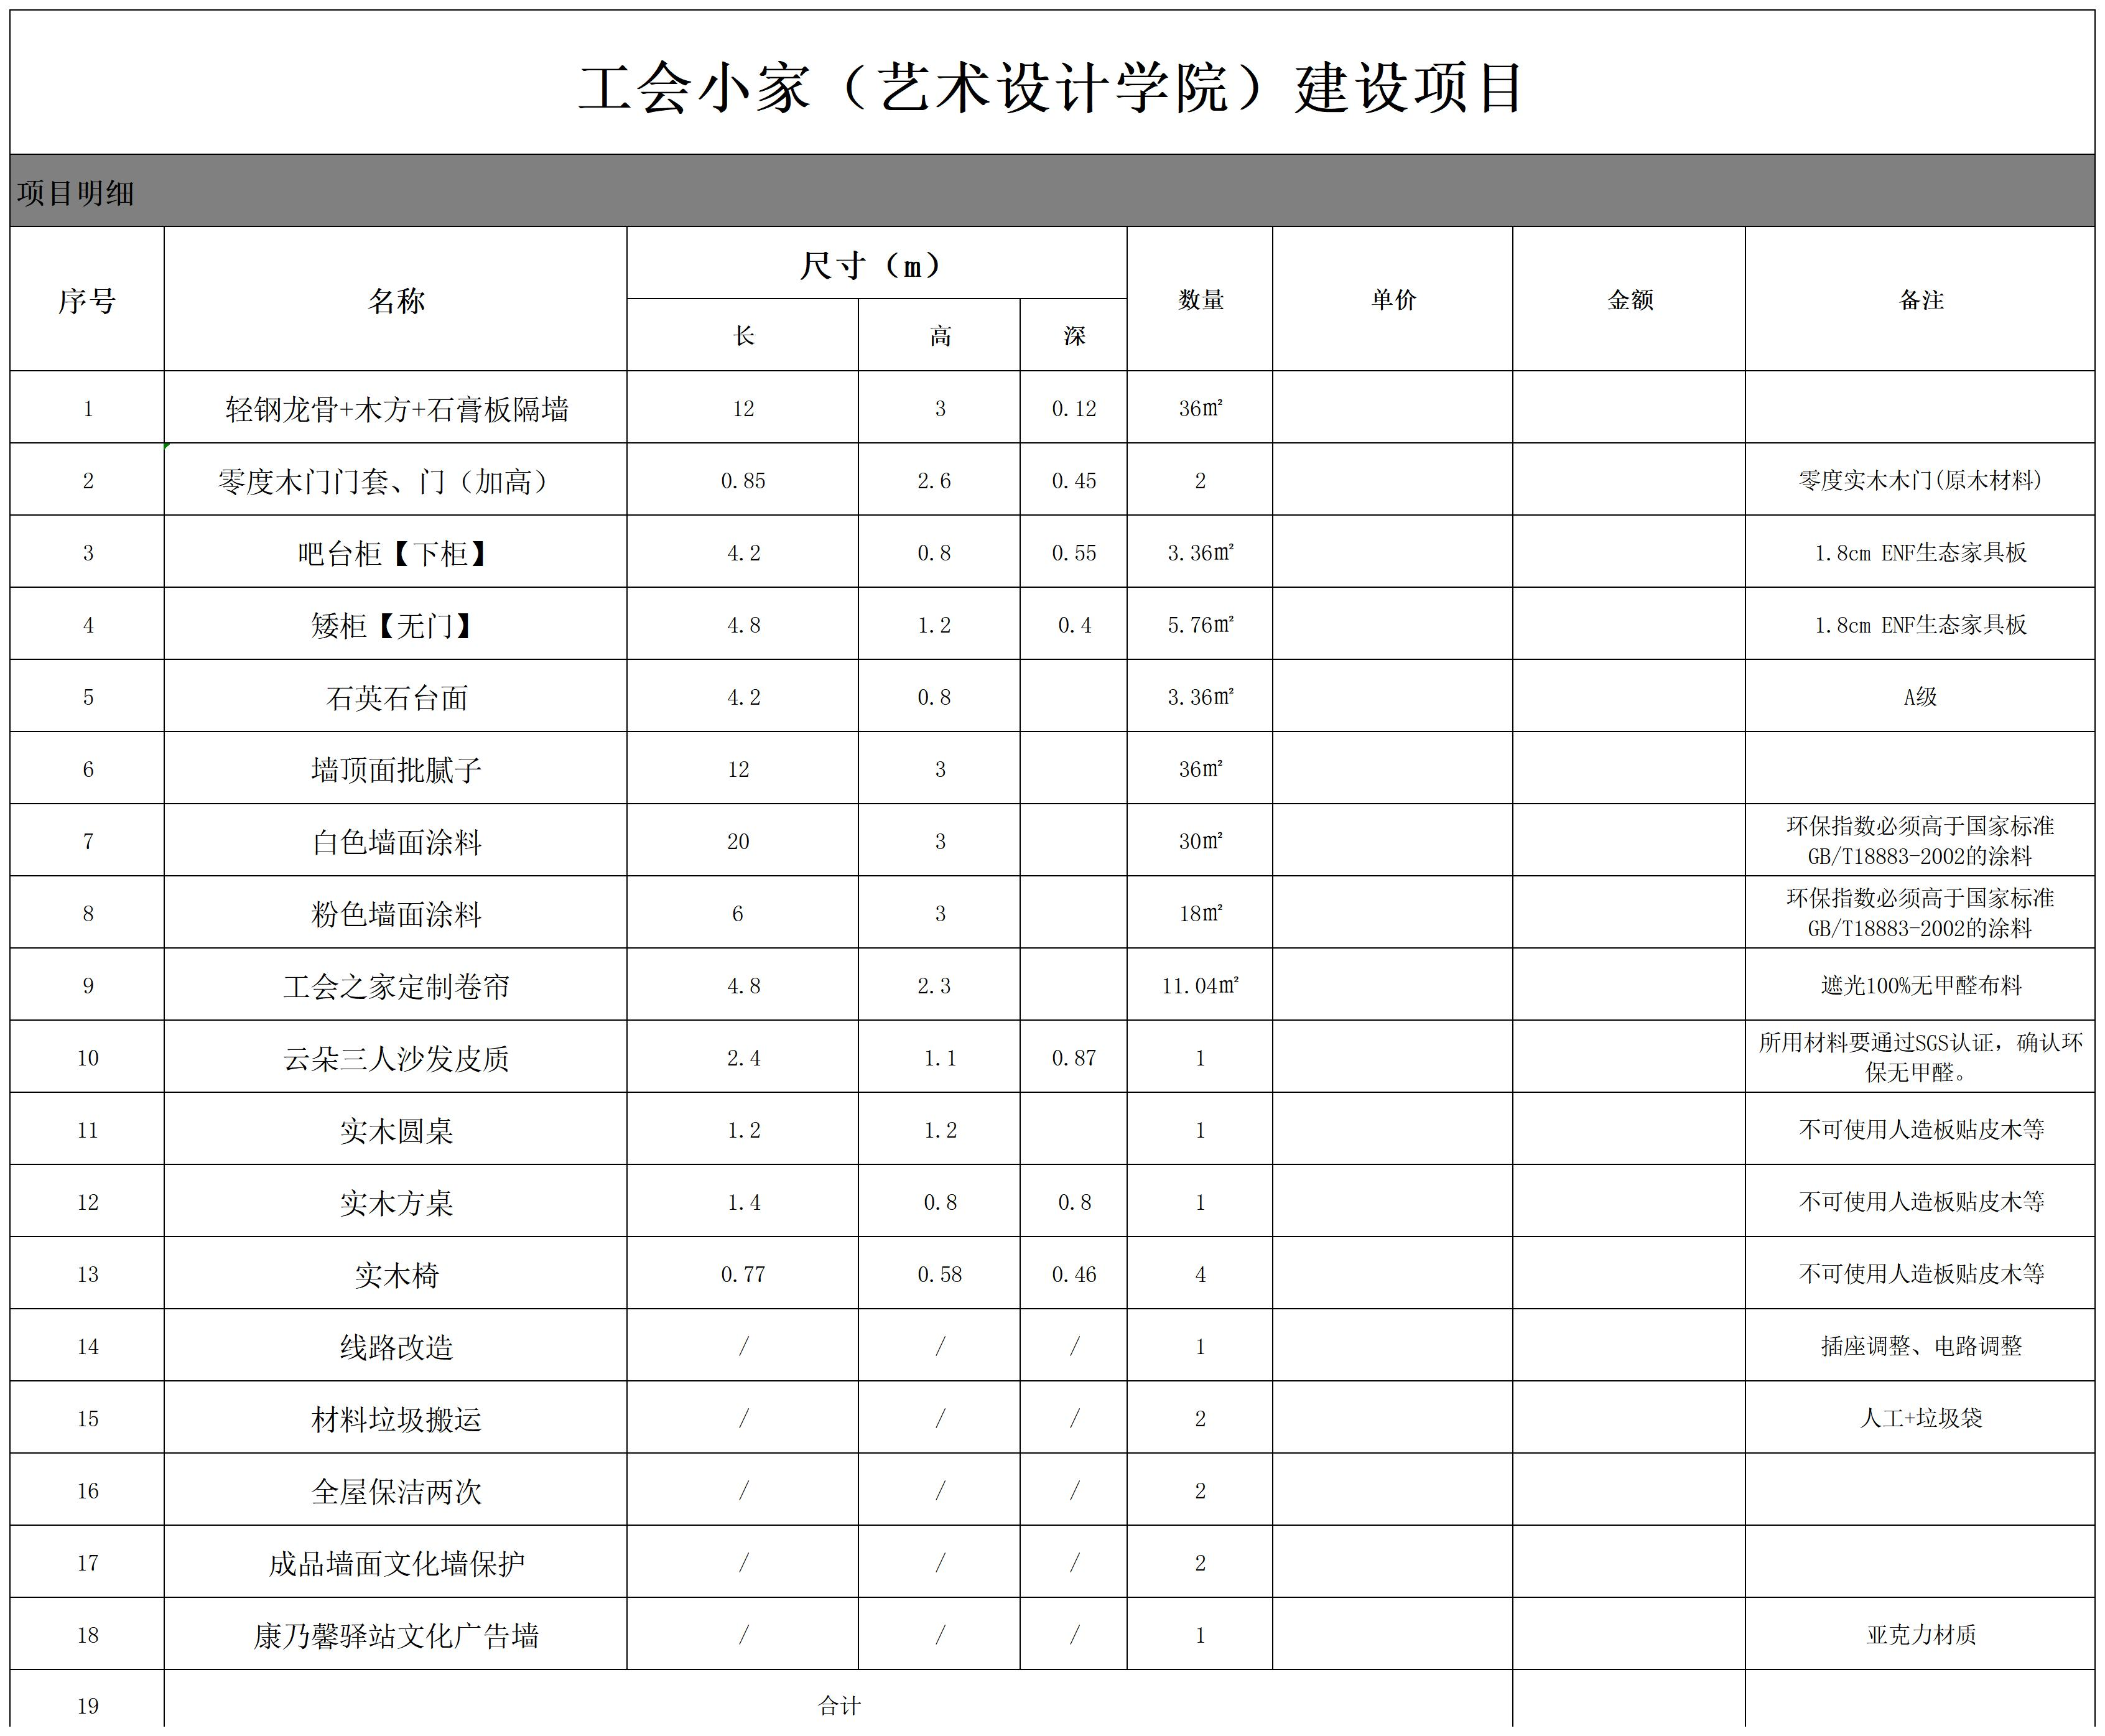 工会小家（艺术设计学院）建设项目
项目明细
序号 名称 尺寸（m） 数量 单价 金额 备注
长 高 深
1 轻钢龙骨+木方+石膏板隔墙 12 3 0.12 36㎡
2 零度木门门套、门（加高） 0.85 2.6 0.45 2 零度实木木门(原木材料)
3 吧台柜【下柜】 4.2 0.8 0.55 3.36㎡ 1.8cm ENF生态家具板
4 矮柜【无门】 4.8 1.2 0.4 5.76㎡ 1.8cm ENF生态家具板
5 石英石台面 4.2 0.8 3.36㎡ A级
6 墙顶面批腻子 12 3 36㎡
7 白色墙面涂料 20 3 30㎡ 环保指数必须高于国家标准
GB/T18883-2002的涂料
8 粉色墙面涂料 6 3 18㎡ 环保指数必须高于国家标准
GB/T18883-2002的涂料
9 工会之家定制卷帘 4.8 2.3 11.04㎡ 遮光100%无甲醛布料
10 云朵三人沙发皮质 2.4 1.1 0.87 1 所用材料要通过SGS认证，确认环
保无甲醛。
11 实木圆桌 1.2 1.2 1 不可使用人造板贴皮木等
12 实木方桌 1.4 0.8 0.8 1 不可使用人造板贴皮木等
13 实木椅 0.77 0.58 0.46 4 不可使用人造板贴皮木等
14 线路改造 / / / 1 插座调整、电路调整
15 材料垃圾搬运 / / / 2 人工+垃圾袋
16 全屋保洁两次 / / / 2
17 成品墙面文化墙保护 / / / 2
18 康乃馨驿站文化广告墙 / / / 1 亚克力材质
19 合计